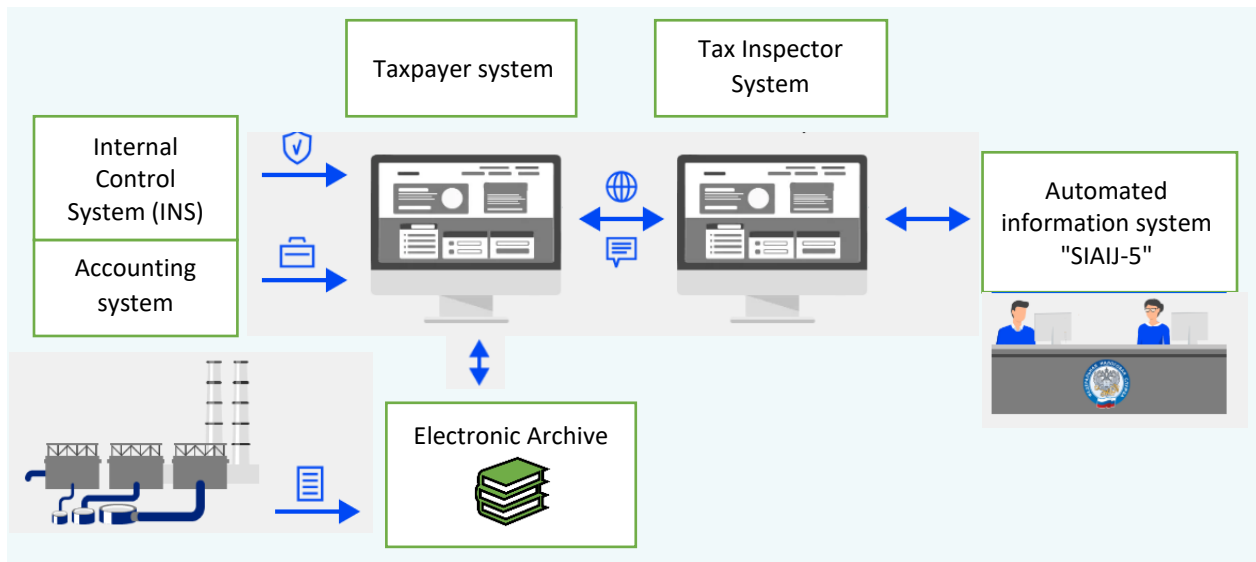 Taxpayer system
Tax Inspector
System
Internal
Control
System (INS)
Accounting
system
Automated
information system
"SIAIJ-5"
Electronic Archive